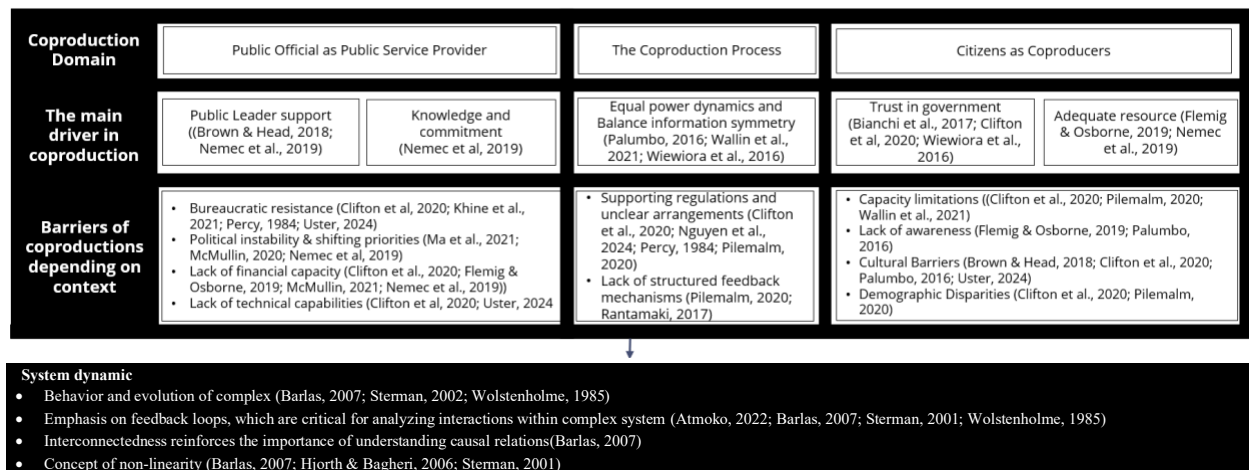 Coproduction
Domain
Public Official as Public Service Provider
The Coproduction Process
Citizens as Coproducers
The main
driver in
coproduction
Public Leader support
((Brown & Head, 2018;
Nemec et al., 2019)
Knowledge and
commitment
(Nemec et al, 2019)
Equal power dynamics and
Balance information symmetry
(Palumbo, 2016; Wallin et al.,
2021; Wiewiora et al., 2016)
Trust in government
(Bianchi et al., 2017; Clifton
et al, 2020; Wiewiora et al.,
2016)
Adequate resource (Flemig
& Osborne, 2019; Nemec
et al., 2019)
Barriers of
coproductions
depending on
context
• Bureaucratic resistance (Clifton et al, 2020; Khine et al.,
2021; Percy, 1984; Uster, 2024)
• Political instability & shifting priorities (Ma et al., 2021;
McMullin, 2020; Nemec et al, 2019)
• Lack of financial capacity (Clifton et al., 2020; Flemig &
Osborne, 2019; McMullin, 2021; Nemec et al., 2019))
• Lack of technical capabilities (Clifton et al, 2020; Uster, 2024
• Supporting regulations and
unclear arrangements (Clifton
et al., 2020; Nguyen et al.,
2024; Percy, 1984; Pilemalm,
2020)
• Lack of structured feedback
mechanisms (Pilemalm, 2020;
Rantamaki, 2017)
• Capacity limitations ((Clifton et al., 2020; Pilemalm, 2020;
Wallin et al., 2021)
• Lack of awareness (Flemig & Osborne, 2019; Palumbo,
2016)
• Cultural Barriers (Brown & Head, 2018; Clifton et al., 2020;
Palumbo, 2016; Uster, 2024)
• Demographic Disparities (Clifton et al., 2020; Pilemalm,
2020)
System dynamic
• Behavior and evolution of complex (Barlas, 2007; Sterman, 2002; Wolstenholme, 1985)
• Emphasis on feedback loops, which are critical for analyzing interactions within complex system (Atmoko, 2022; Barlas, 2007; Sterman, 2001; Wolstenholme, 1985)
• Interconnectedness reinforces the importance of understanding causal relations(Barlas, 2007)
• Concept of non-linearity (Barlas, 2007; Hjorth & Bagheri, 2006; Sterman, 2001)